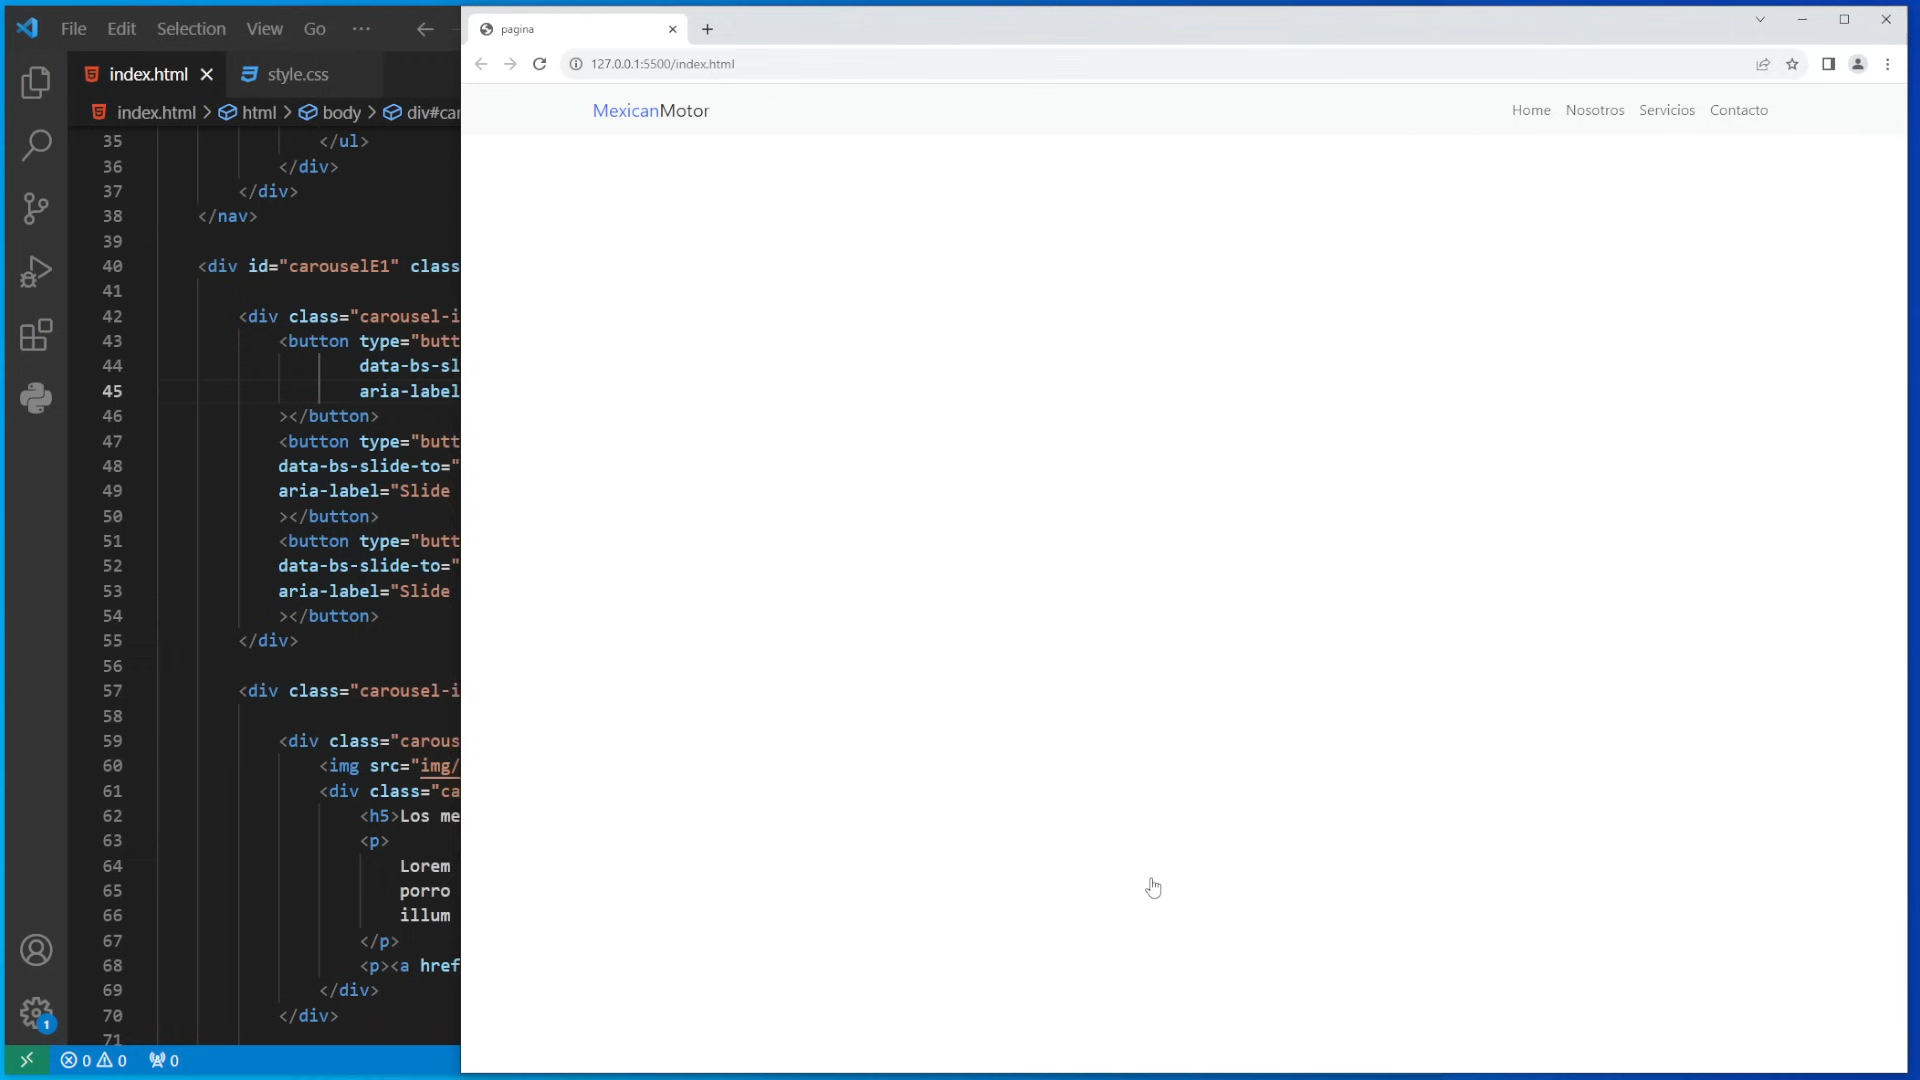 File Edit Selection View Go ···
index.html
style.css
index.html > html > body > div#car
35 </ul>
36 </div>
37 </div>
38 </nav>
39
40 <div id="carouselE1" class
41
42 <div class="carousel-i
43 <button type="butt
44 data-bs-sl
45 aria-label
46 ></button>
47 <button type="butt
48 data-bs-slide-to="
49 aria-label="Slide
50 ></button>
51 <button type="butt
52 data-bs-slide-to="
53 aria-label="Slide
54 ></button>
55 </div>
56
57 <div class="carousel-i
58
59 <div class="carous
60 <img src="img/
61 <div class="ca
62 <h5>Los me
63 <p>
64 Lorem
65 porro
66 illum
67 </p>
68 <p><a href
69 </div>
70 </div>
71
1
0 0 0
pagina
127.0.0.1:5500/index.html
MexicanMotor
Home Nosotros Servicios Contacto